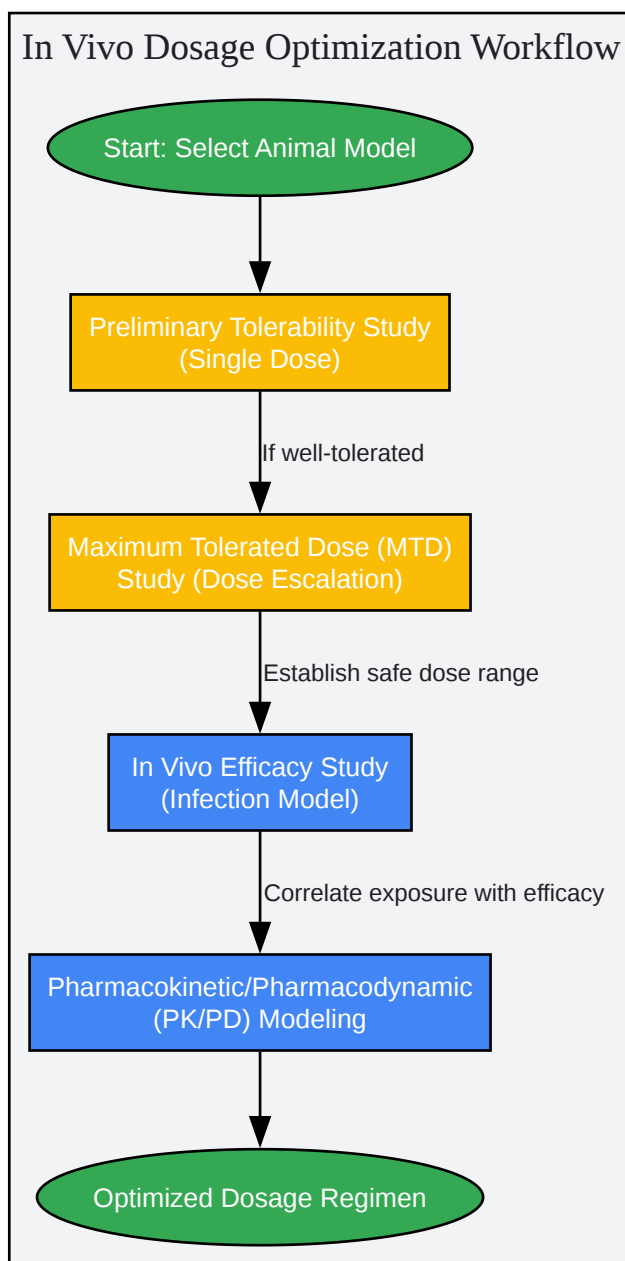 In Vivo Dosage Optimization Workflow
Start: Select Animal Model
Preliminary Tolerability Study
(Single Dose)
If well-tolerated
Maximum Tolerated Dose (MTD)
Study (Dose Escalation)
Establish safe dose range
In Vivo Efficacy Study
(Infection Model)
Correlate exposure with efficacy
Pharmacokinetic/Pharmacodynamic
(PK/PD) Modeling
Optimized Dosage Regimen